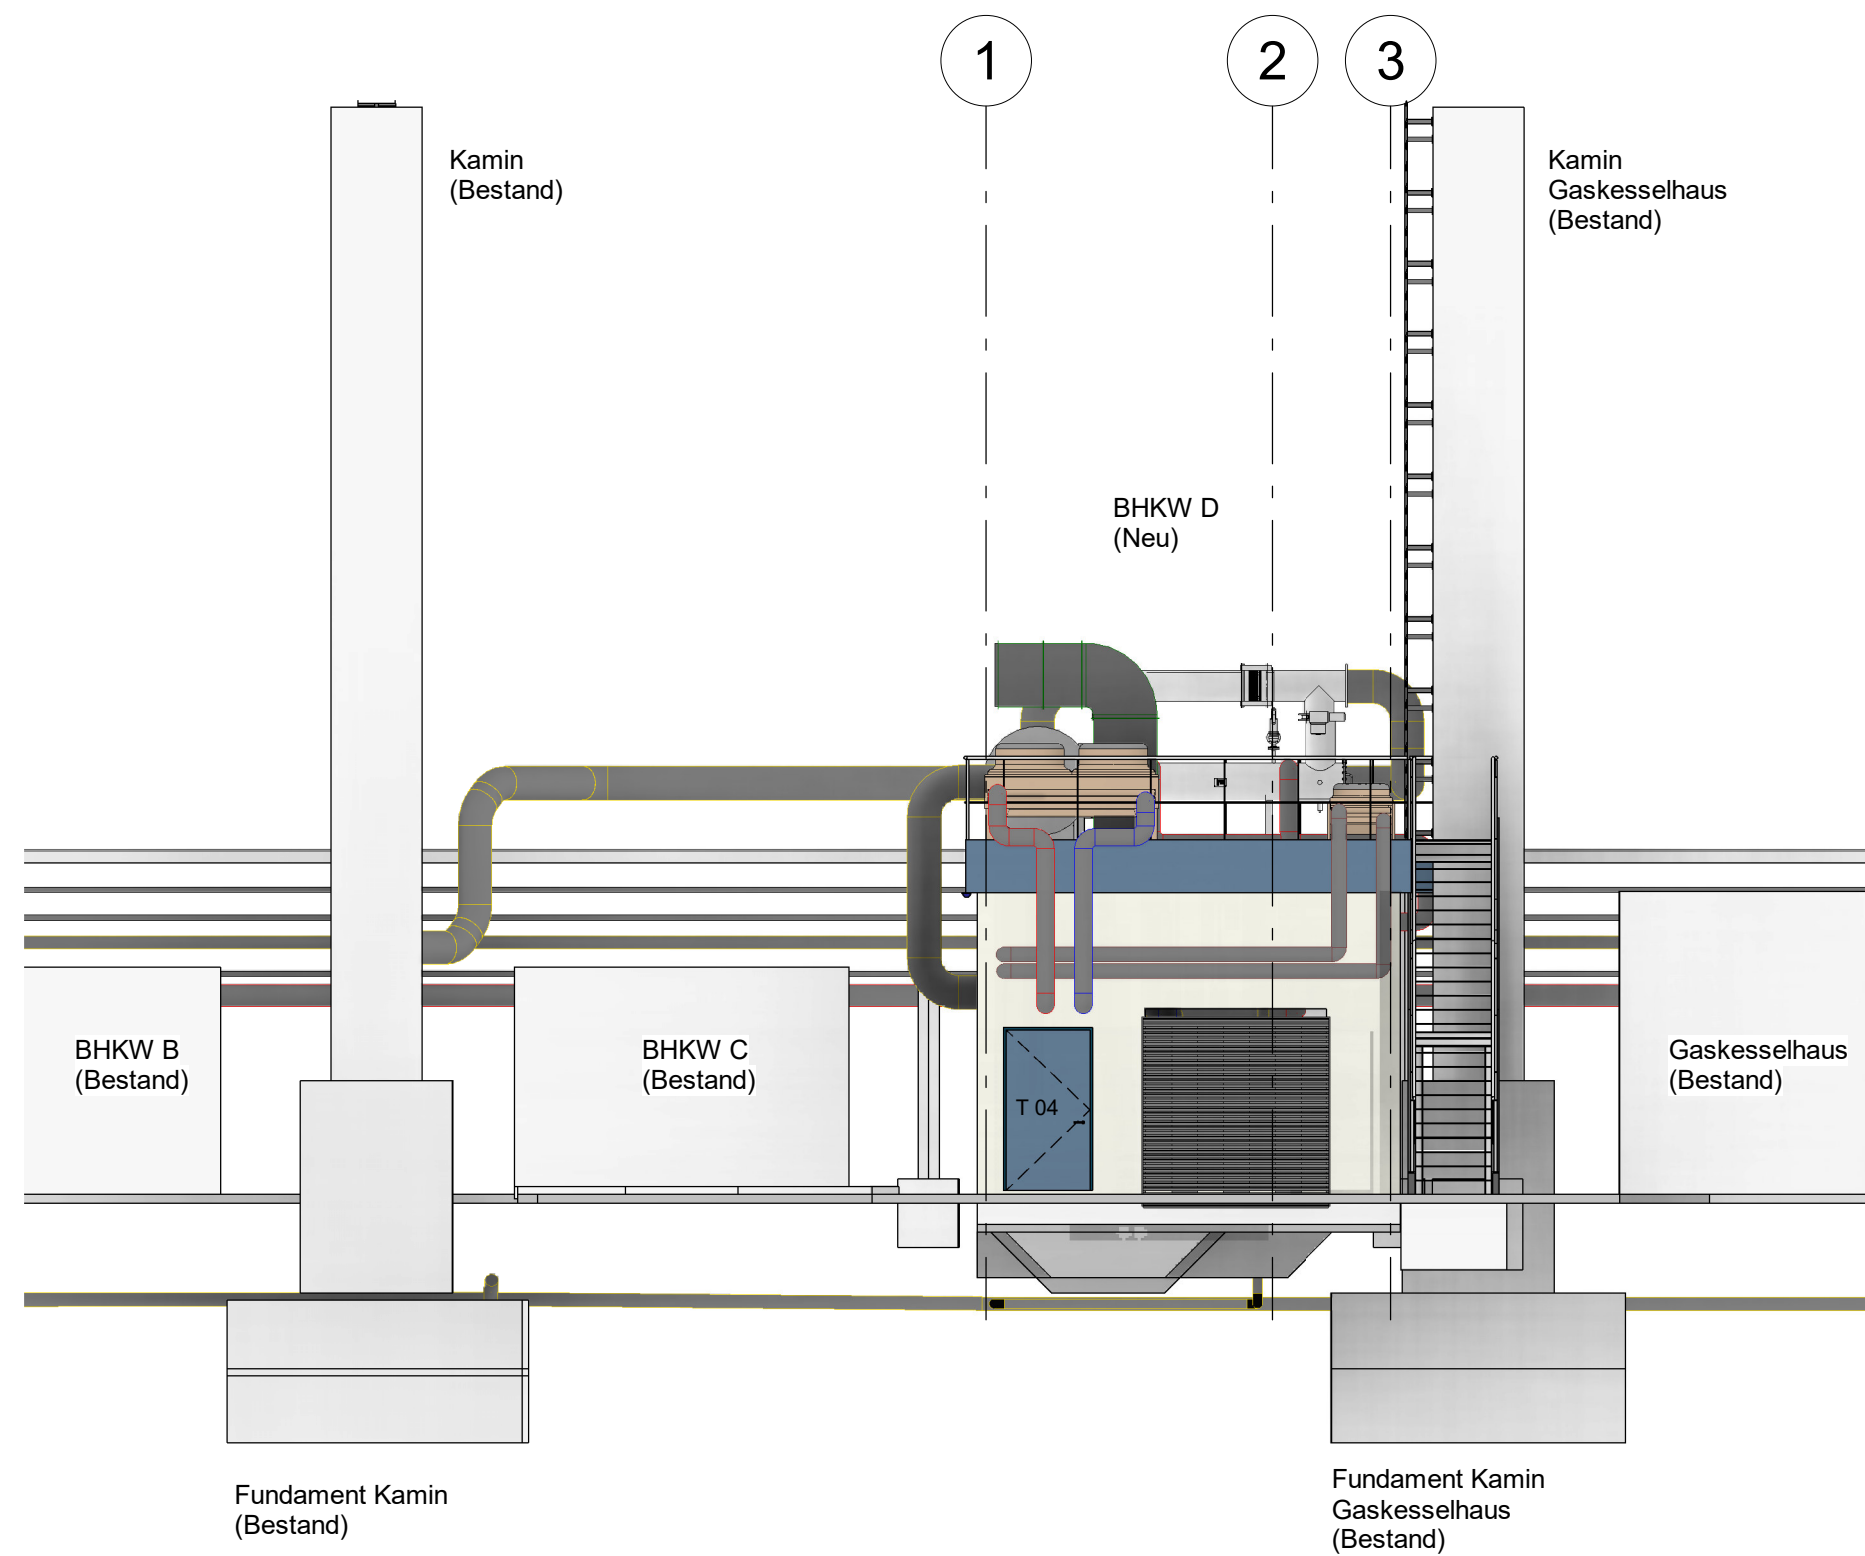 1
2
3
Kamin
(Bestand)
Kamin
Gaskesselhaus
(Bestand)
BHKW D
(Neu)
BHKW B
(Bestand)
BHKW C
(Bestand)
T 04
Gaskesselhaus
(Bestand)
Fundament Kamin
(Bestand)
Fundament Kamin
Gaskesselhaus
(Bestand)